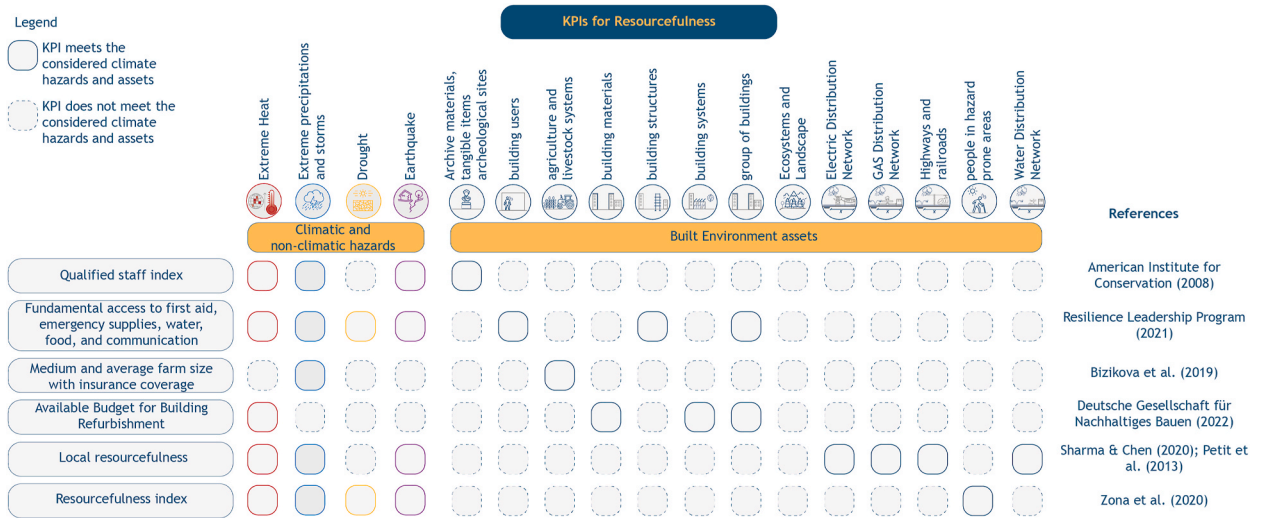 KPIs for Resourcefulness
Legend
KPI meets the
considered climate
hazards and assets
KPI does not meet the
considered climate
hazards and assets
Extreme Heat
Extreme precipitations
and storms
Drought
Earthquake
Archive materials,
tangible items
archeological sites
building users
agriculture and
livestock systems
building materials
building structures
building systems
group of buildings
Ecosystems and
Landscape
Electric Distribution
Network
GAS Distribution
Network
Highways and
railroads
people in hazard
prone areas
Water Distribution
Network
References
Climatic and
non-climatic hazards
Built Environment assets
Qualified staff index
American Institute for
Conservation (2008)
Fundamental access to first aid,
emergency supplies, water,
food, and communication
Resilience Leadership Program
(2021)
Medium and average farm size
with insurance coverage
Bizikova et al. (2019)
Available Budget for Building
Refurbishment
Deutsche Gesellschaft für
Nachhaltiges Bauen (2022)
Local resourcefulness
Sharma & Chen (2020); Petit et
al. (2013)
Resourcefulness index
Zona et al. (2020)